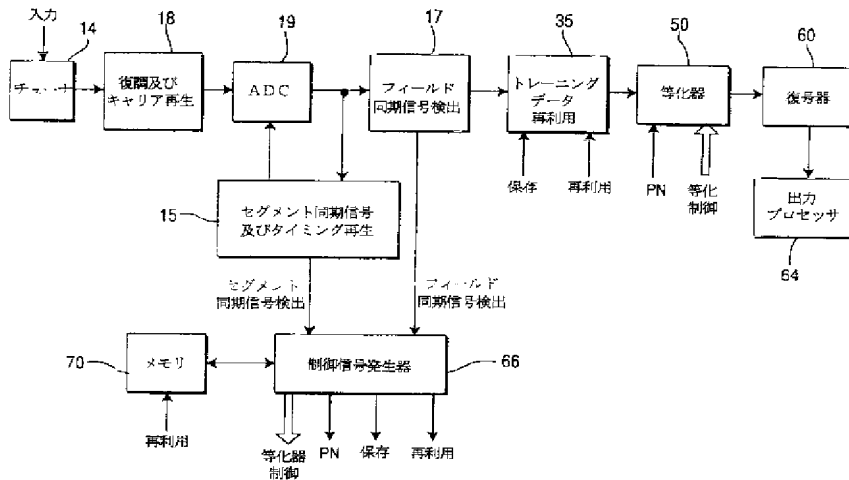 入力
14
チューナ
18
復調及び
キャリア再生
19
ADC
17
フィールド
同期信号検出
35
トレーニング
データ
再利用
50
等化器
60
復号器
保存
再利用
PN
等化
制御
出力
プロセッサ
64
15
セグメント同期信号
及びタイミング再生
セグメント
同期信号検出
フィールド
同期信号検出
70
メモリ
制御信号発生器
66
再利用
等化器
制御
PN
保存
再利用